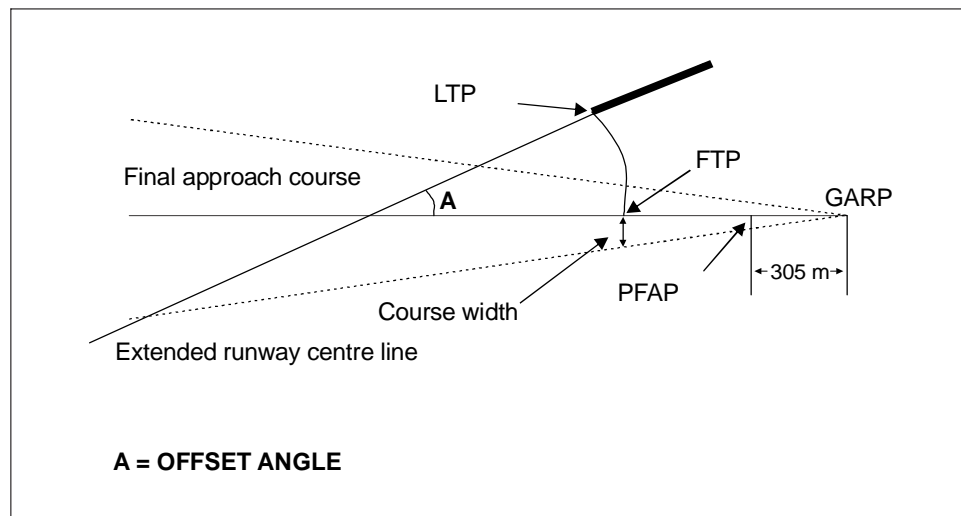 LTP
FTP
Final approach course
A
GARP
305 m
PFAP
Course width
Extended runway centre line
A = OFFSET ANGLE